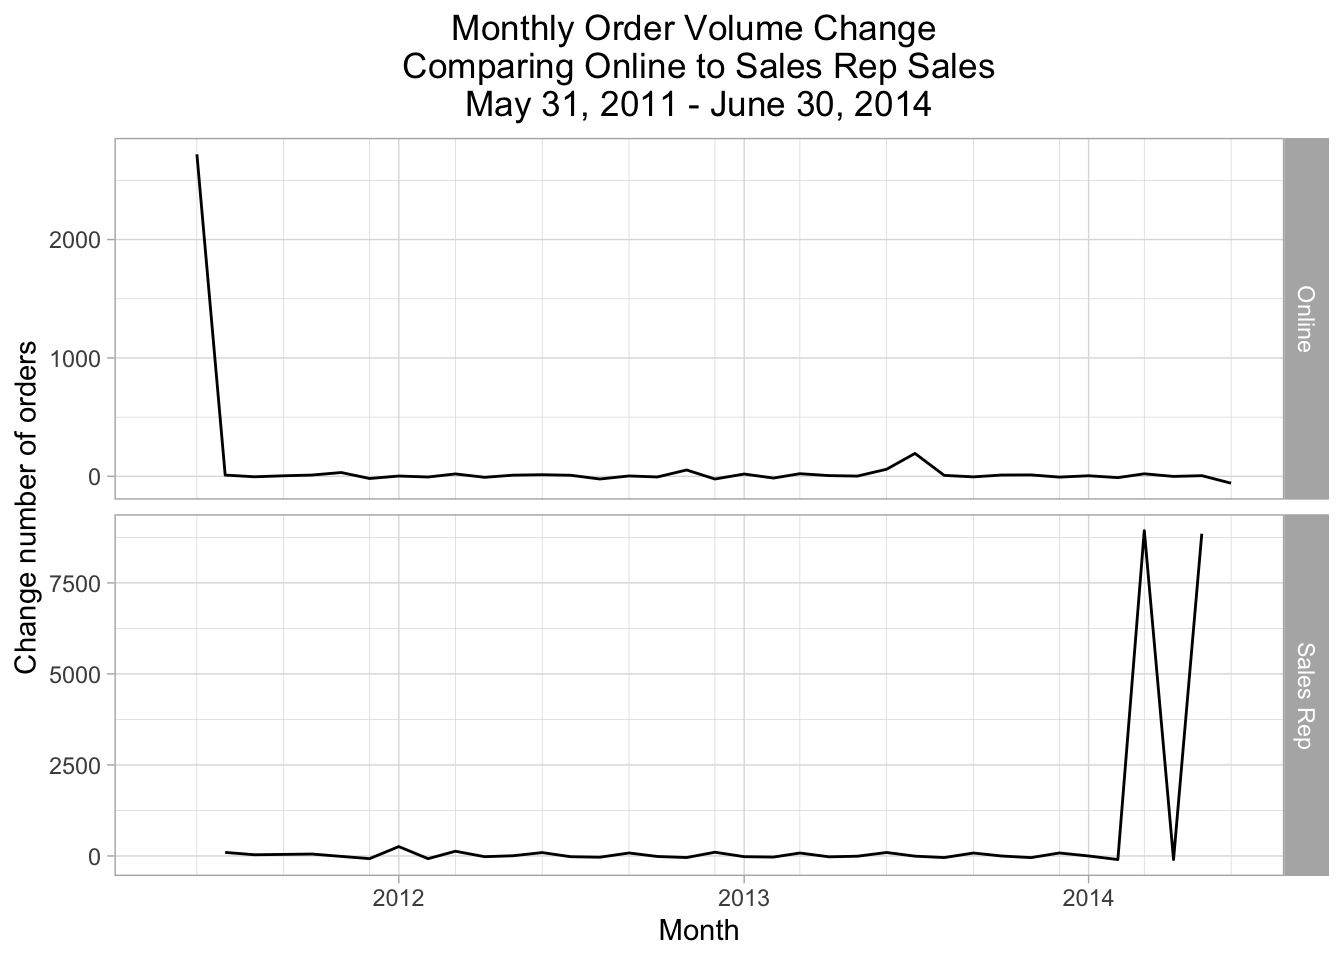 Monthly Order Volume Change
Comparing Online to Sales Rep Sales
May 31, 2011 - June 30, 2014
Change number of orders
2000
1000
0
Online
7500
5000
2500
0
Sales Rep
2012
2013
2014
Month